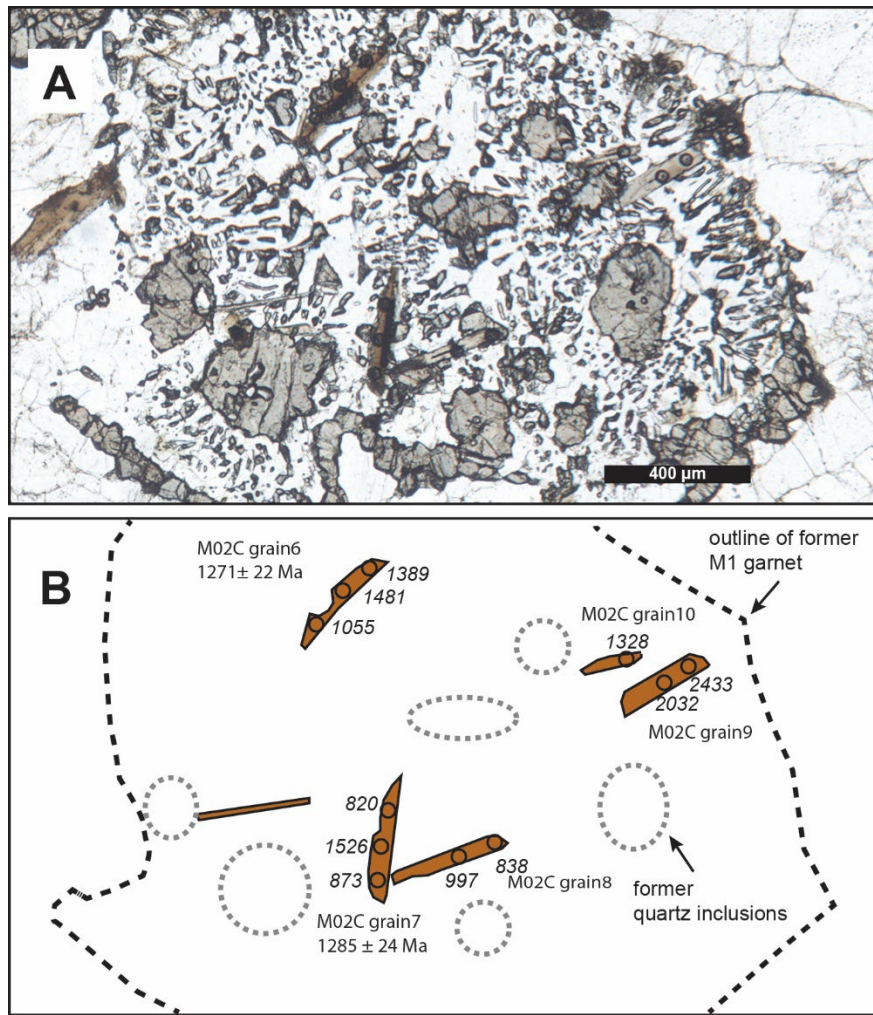 A
400 µm
B
M02C grain6
1271± 22 Ma
1389
1481
1055
outline of former
M1 garnet
M02C grain10
1328
2433
2032
M02C grain9
820
1526
873
997
838
M02C grain8
M02C grain7
1285 ± 24 Ma
former
quartz inclusions